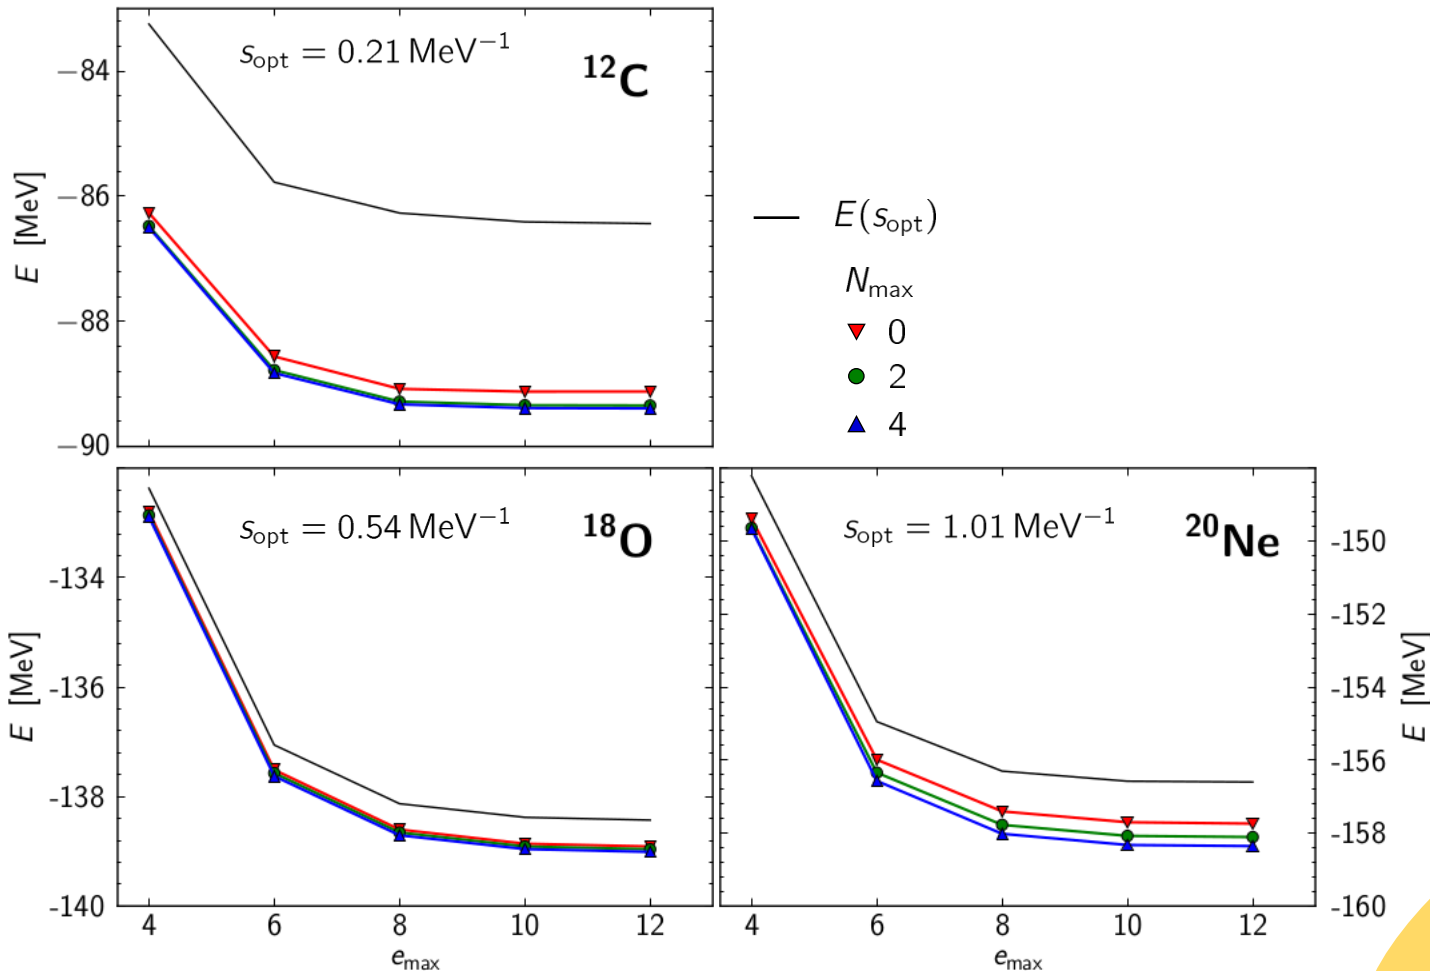 s_opt = 0.21 MeV⁻¹
¹²C
−84
−86
−88
−90
E [MeV]
E(s_opt)
N_max
0
2
4
s_opt = 0.54 MeV⁻¹
¹⁸O
-134
-136
-138
-140
E [MeV]
4 6 8 10 12
e_max
s_opt = 1.01 MeV⁻¹
²⁰Ne
-150
-152
-154
-156
-158
-160
E [MeV]
4 6 8 10 12
e_max